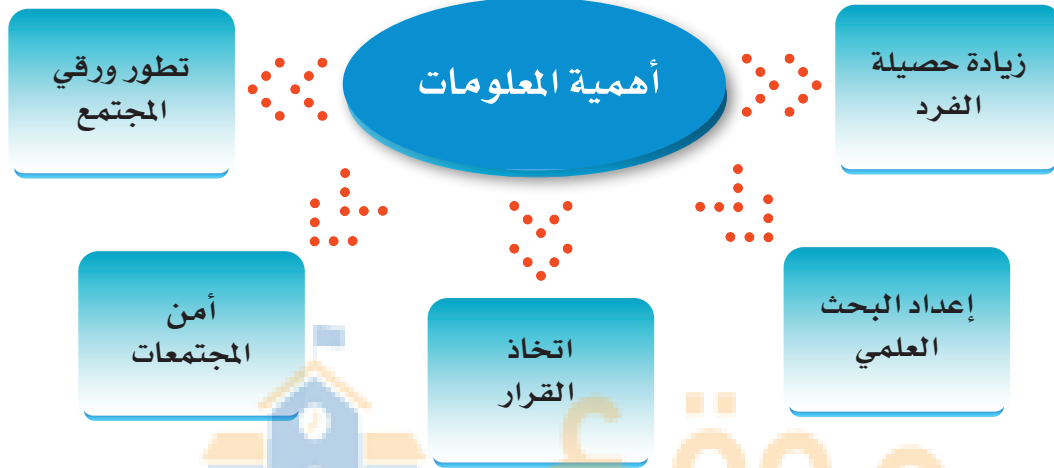 أهمية المعلومات
زيادة حصيلة
الفرد
إعداد البحث
العلمي
اتخاذ
القرار
أمن
المجتمعات
تطور ورقي
المجتمع